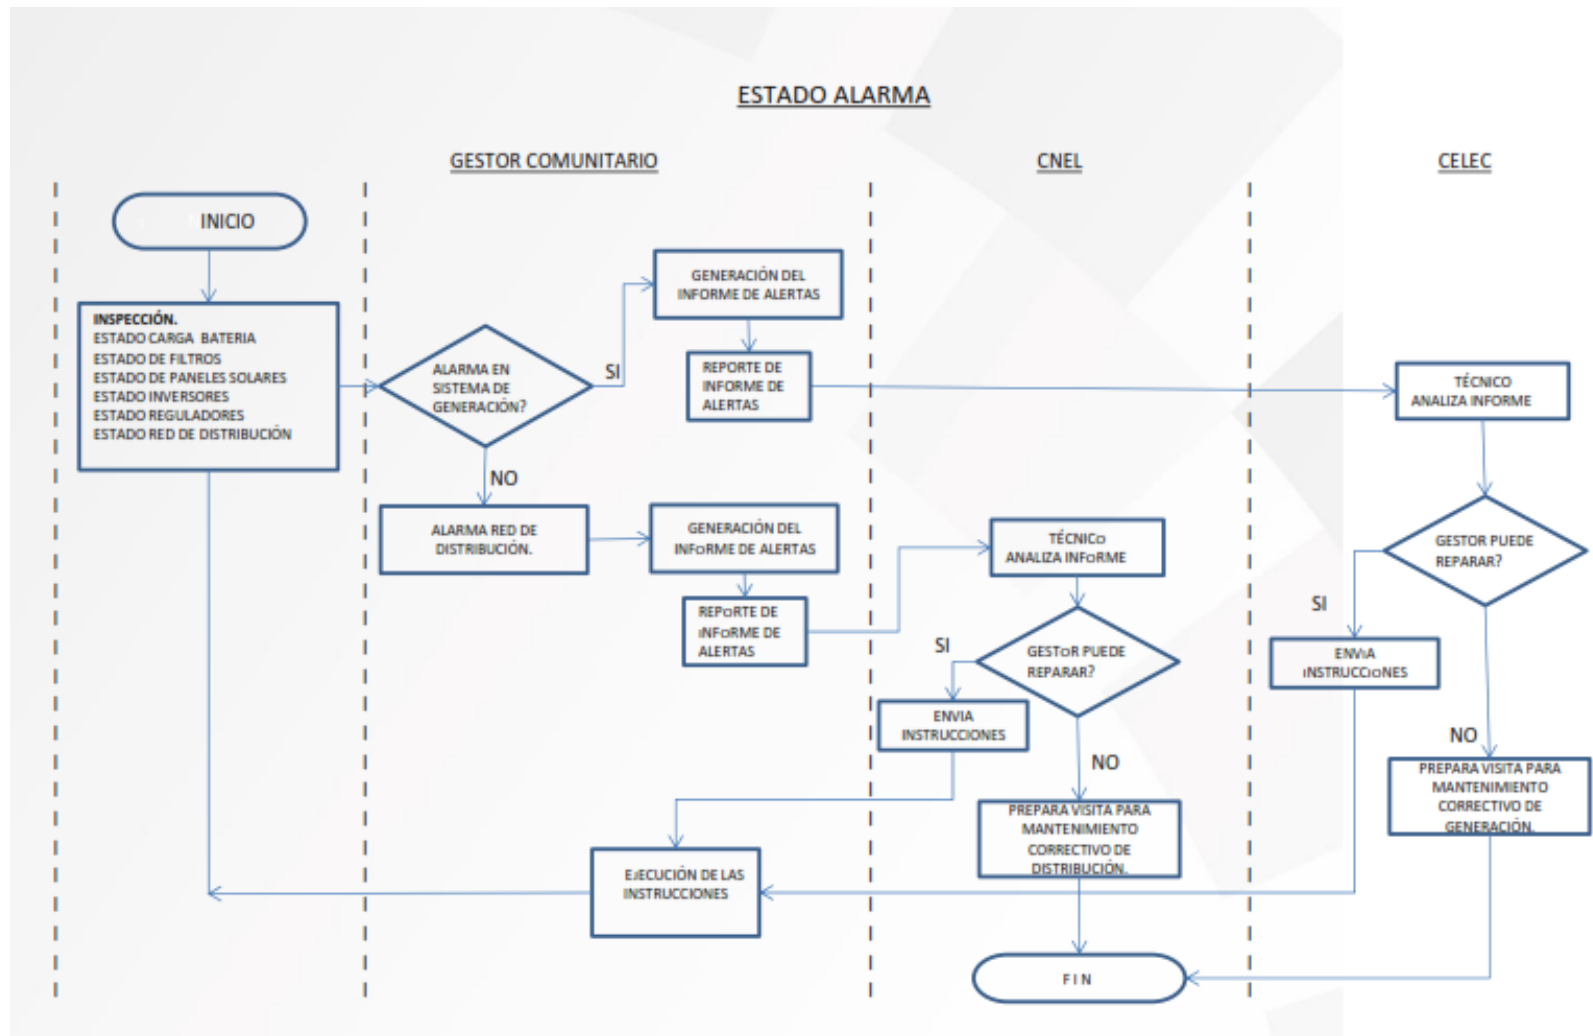 ESTADO ALARMA
GESTOR COMUNITARIO
CNEL
CELEC
INICIO
INSPECCIÓN.
ESTADO CARGA BATERIA
ESTADO DE FILTROS
ESTADO DE PANELES SOLARES
ESTADO INVERSORES
ESTADO REGULADORES
ESTADO RED DE DISTRIBUCIÓN
ALARMA EN
SISTEMA DE
GENERACIÓN?
SI
GENERACIÓN DEL
INFORME DE ALERTAS
REPORTE DE
INFORME DE
ALERTAS
TÉCNICO
ANALIZA INFORME
NO
ALARMA RED DE
DISTRIBUCIÓN.
GENERACIÓN DEL
INFORME DE ALERTAS
REPORTE DE
INFORME DE
ALERTAS
TÉCNICO
ANALIZA INFORME
GESTOR PUEDE
REPARAR?
SI
ENVIA
INSTRUCCIONES
NO
PREPARA VISITA PARA
MANTENIMIENTO
CORRECTIVO DE
DISTRIBUCIÓN.
GESTOR PUEDE
REPARAR?
SI
ENVIA
INSTRUCCIONES
NO
PREPARA VISITA PARA
MANTENIMIENTO
CORRECTIVO DE
GENERACIÓN.
EJECUCIÓN DE LAS
INSTRUCCIONES
F I N